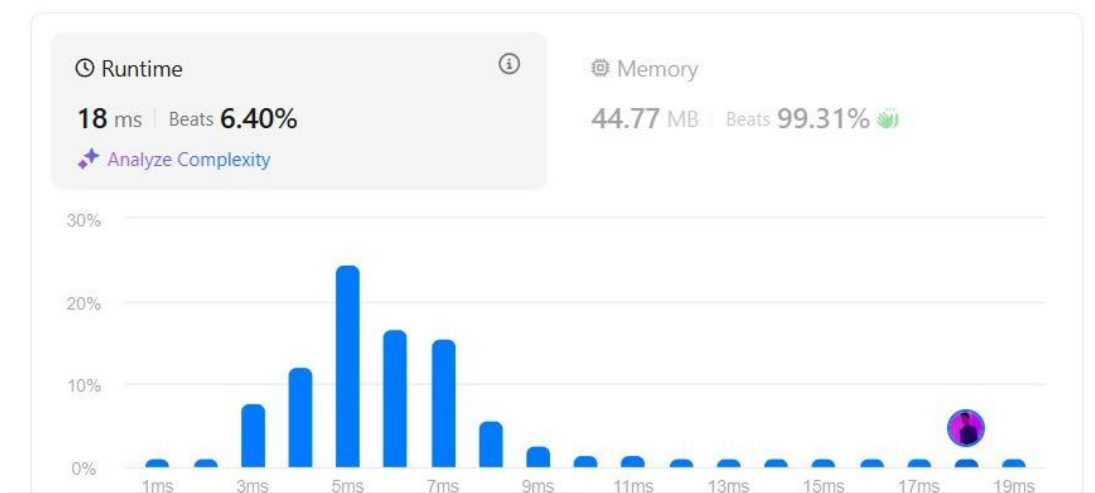 Runtime
18 ms Beats 6.40%
Analyze Complexity
Memory
44.77 MB Beats 99.31%
30%
20%
10%
0%
1ms 3ms 5ms 7ms 9ms 11ms 13ms 15ms 17ms 19ms